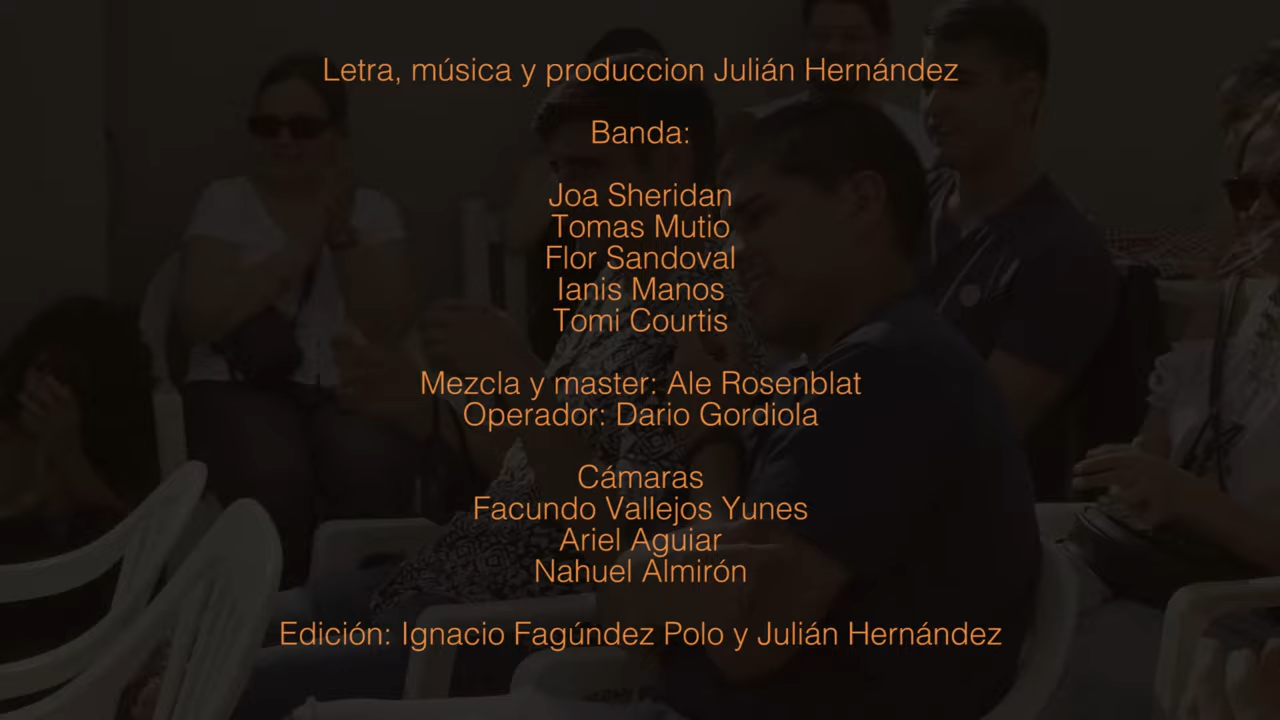 Letra, música y produccion Julián Hernández
Banda:
Joa Sheridan
Tomas Mutio
Flor Sandoval
Ianis Manos
Tomi Courtis
Mezcla y master: Ale Rosenblat
Operador: Dario Gordiola
Cámaras
Facundo Vallejos Yunes
Ariel Aguiar
Nahuel Almirón
Edición: Ignacio Fagúndez Polo y Julián Hernández